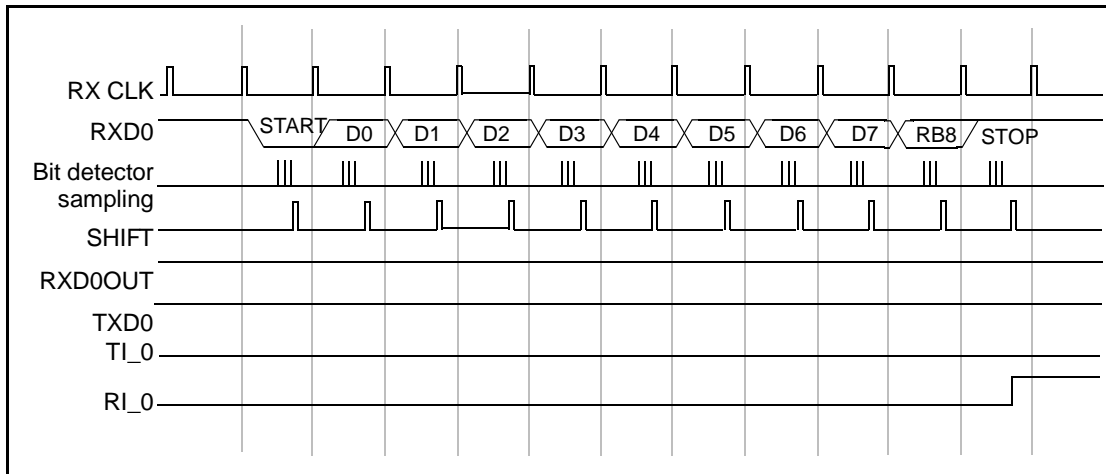 RX CLK
RXD0 START D0 D1 D2 D3 D4 D5 D6 D7 RB8 STOP
Bit detector
sampling
SHIFT
RXD0OUT
TXD0
TI_0
RI_0